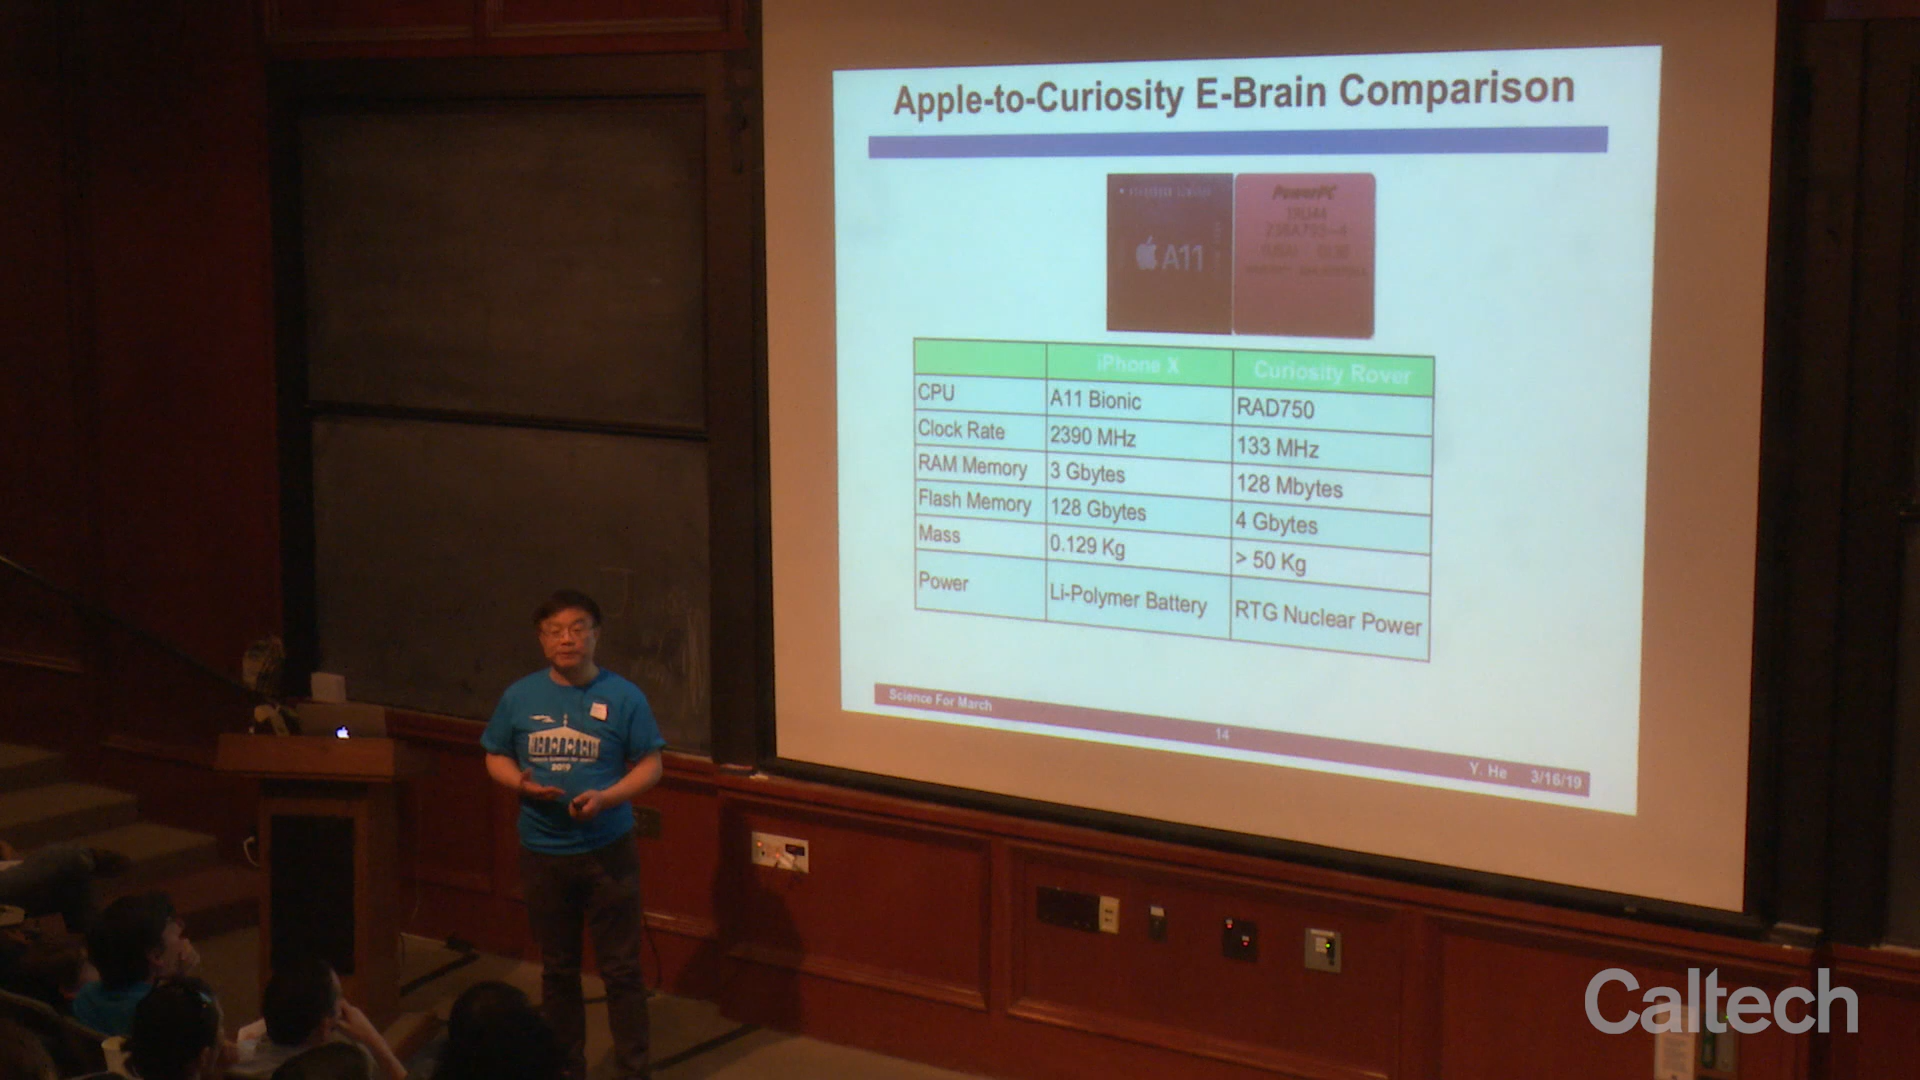 Apple-to-Curiosity E-Brain Comparison
A11
PowerPC
iPhone X Curiosity Rover
CPU A11 Bionic RAD750
Clock Rate 2390 MHz 133 MHz
RAM Memory 3 Gbytes 128 Mbytes
Flash Memory 128 Gbytes 4 Gbytes
Mass 0.129 Kg > 50 Kg
Power Li-Polymer Battery RTG Nuclear Power
Science For March 14 Y. He 3/16/19
2019
Caltech